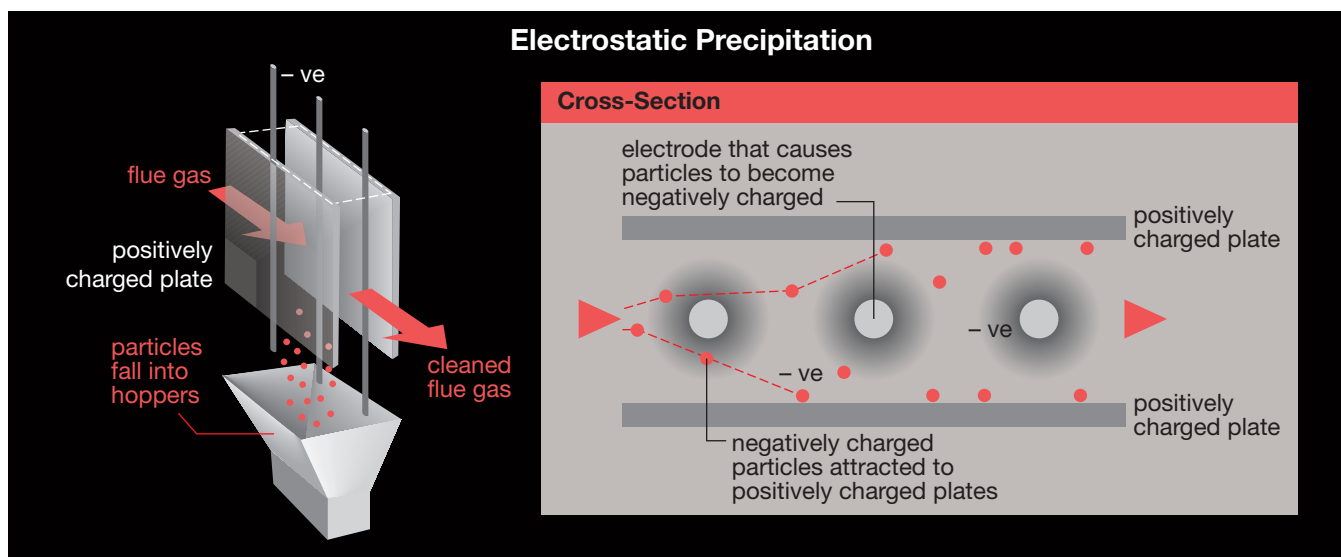 Electrostatic Precipitation
– ve
flue gas
positively
charged plate
particles
fall into
hoppers
cleaned
flue gas
Cross-Section
electrode that causes
particles to become
negatively charged
positively
charged plate
– ve
– ve
positively
charged plate
negatively charged
particles attracted to
positively charged plates